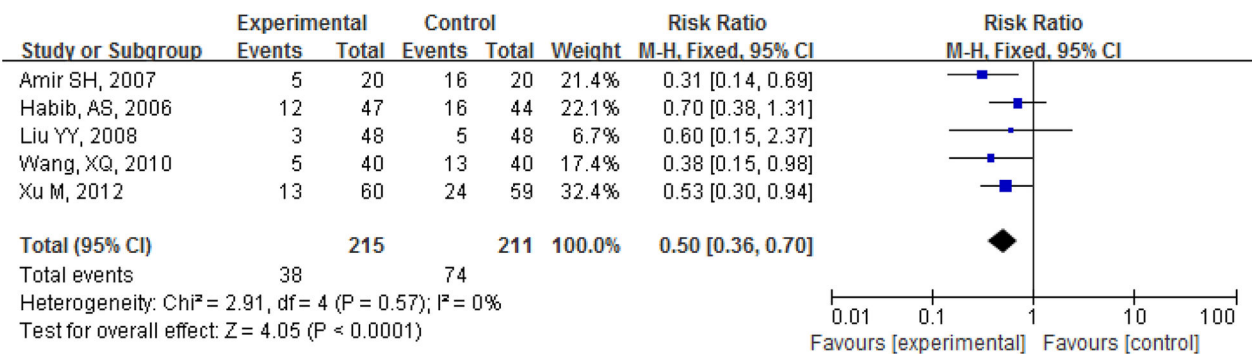 Experimental Control Risk Ratio Risk Ratio
Study or Subgroup Events Total Events Total Weight M-H, Fixed, 95% CI M-H, Fixed, 95% CI
Amir SH, 2007 5 20 16 20 21.4% 0.31 [0.14, 0.69]
Habib, AS, 2006 12 47 16 44 22.1% 0.70 [0.38, 1.31]
Liu YY, 2008 3 48 5 48 6.7% 0.60 [0.15, 2.37]
Wang, XQ, 2010 5 40 13 40 17.4% 0.38 [0.15, 0.98]
Xu M, 2012 13 60 24 59 32.4% 0.53 [0.30, 0.94]
Total (95% CI) 215 211 100.0% 0.50 [0.36, 0.70]
Total events 38 74
Heterogeneity: Chi² = 2.91, df = 4 (P = 0.57); I² = 0%
Test for overall effect: Z = 4.05 (P < 0.0001)
0.01 0.1 1 10 100
Favours [experimental] Favours [control]